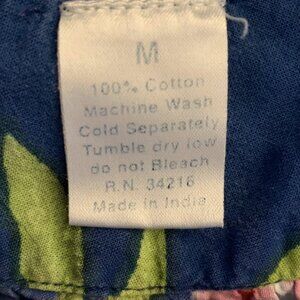 M
100% Cotton
Machine Wash
Cold Separately
Tumble dry low
do not Bleach
R.N. 34216
Made in India